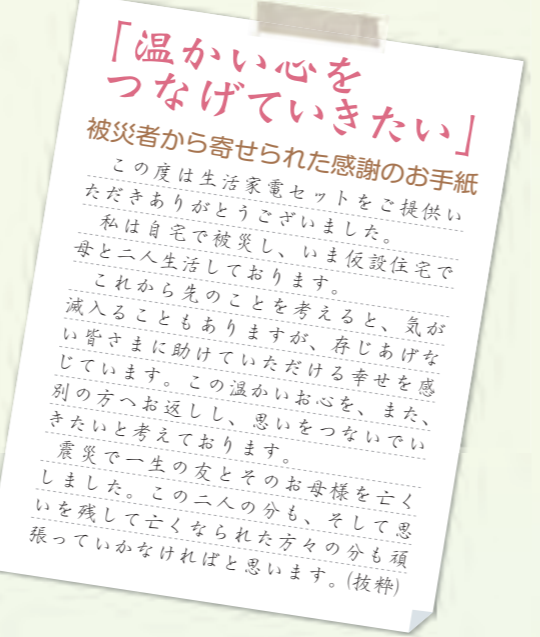 「温かい心を
つなげていきたい」
被災者から寄せられた感謝のお手紙
この度は生活家電セットをご提供い
ただきありがとうございました。
私は自宅で被災し、いま仮設住宅で
母と二人生活しております。
これから先のことを考えると、気が
滅入ることもありますが、存じあげな
い皆さまに助けていただける幸せを感
じています。この温かいお心を、また、
別の方へお返しし、思いをつないでい
きたいと考えております。
震災で一生の友とそのお母様を亡く
しました。この二人の分も、そして思
いを残して亡くなられた方々の分も頑
張っていかなければと思います。(抜粋)